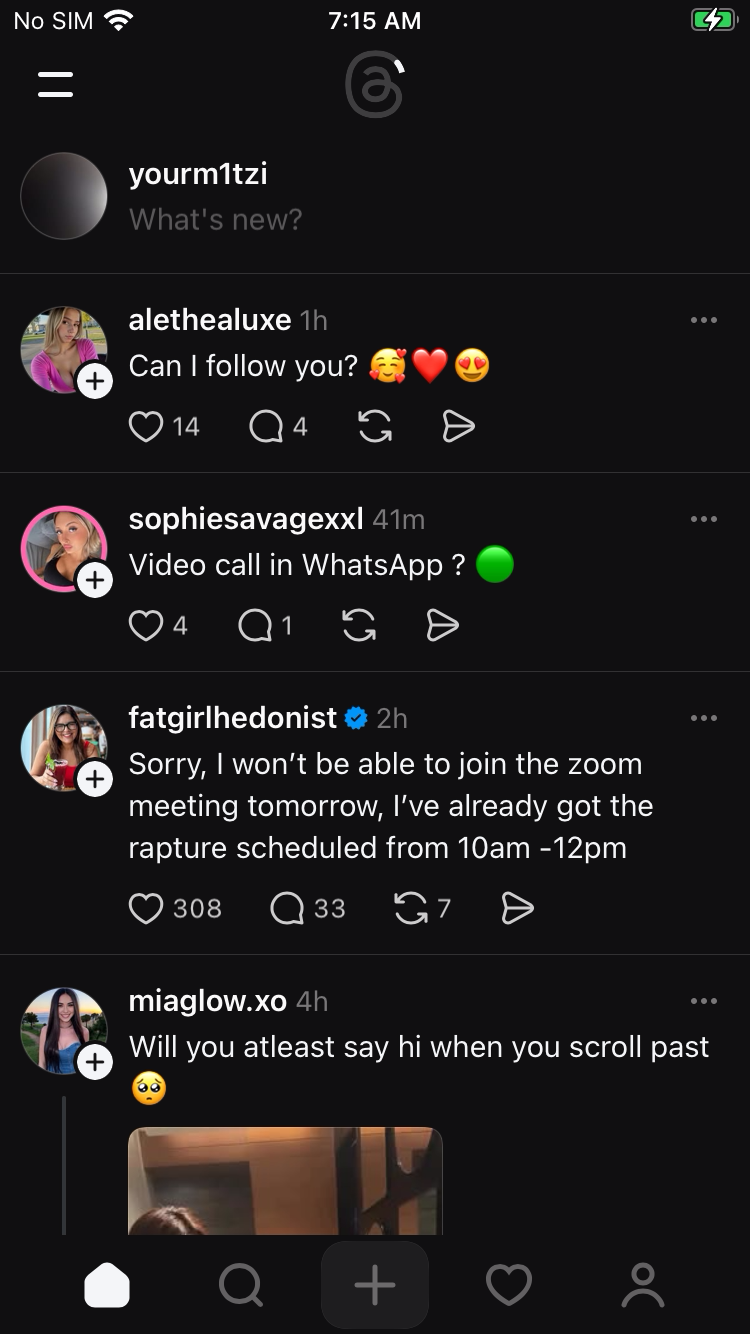 No SIM 7:15 AM
yourm1tzi
What's new?
alethealuxe 1h
Can I follow you? 🥰❤️😍
14 4
sophiesavagexxl 41m
Video call in WhatsApp ? 🟢
4 1
fatgirlhedonist 2h
Sorry, I won’t be able to join the zoom
meeting tomorrow, I’ve already got the
rapture scheduled from 10am -12pm
308 33 7
miaglow.xo 4h
Will you atleast say hi when you scroll past
🥺